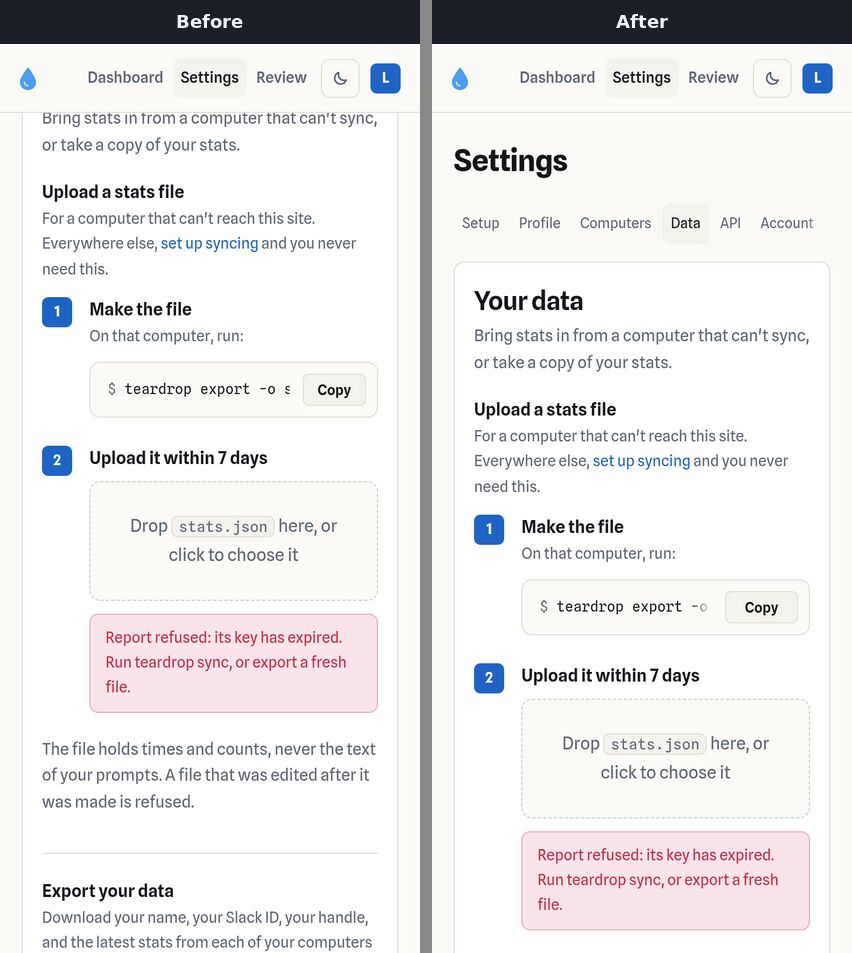 Before
Dashboard Settings Review L
Bring stats in from a computer that can't sync,
or take a copy of your stats.
Upload a stats file
For a computer that can't reach this site.
Everywhere else, set up syncing and you never
need this.
1 Make the file
On that computer, run:
$ teardrop export -o s Copy
2 Upload it within 7 days
Drop stats.json here, or
click to choose it
Report refused: its key has expired.
Run teardrop sync, or export a fresh
file.
The file holds times and counts, never the text
of your prompts. A file that was edited after it
was made is refused.
Export your data
Download your name, your Slack ID, your handle,
and the latest stats from each of your computers
After
Dashboard Settings Review L
Settings
Setup Profile Computers Data API Account
Your data
Bring stats in from a computer that can't sync,
or take a copy of your stats.
Upload a stats file
For a computer that can't reach this site.
Everywhere else, set up syncing and you never
need this.
1 Make the file
On that computer, run:
$ teardrop export -o Copy
2 Upload it within 7 days
Drop stats.json here, or
click to choose it
Report refused: its key has expired.
Run teardrop sync, or export a fresh
file.